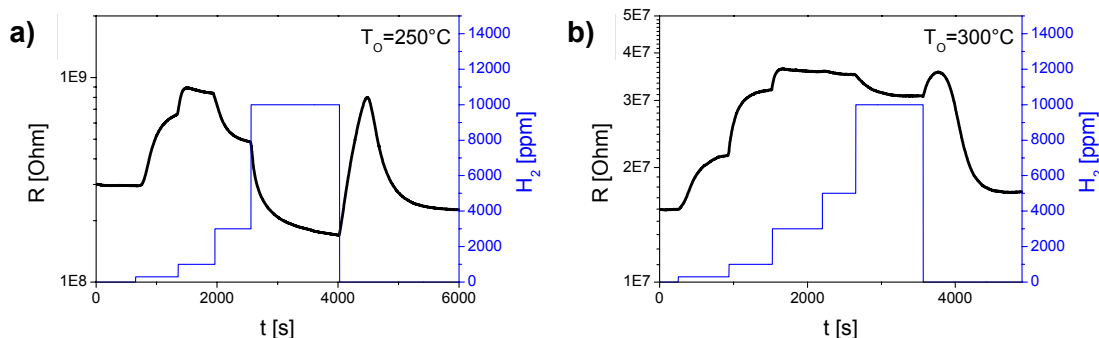 a)
T_O=250°C
R [Ohm]
1E9
1E8
0 2000 4000 6000
t [s]
14000
12000
10000
8000
6000
4000
2000
0
H_2 [ppm]
b)
T_O=300°C
R [Ohm]
5E7
4E7
3E7
2E7
1E7
0 2000 4000
t [s]
14000
12000
10000
8000
6000
4000
2000
0
H_2 [ppm]